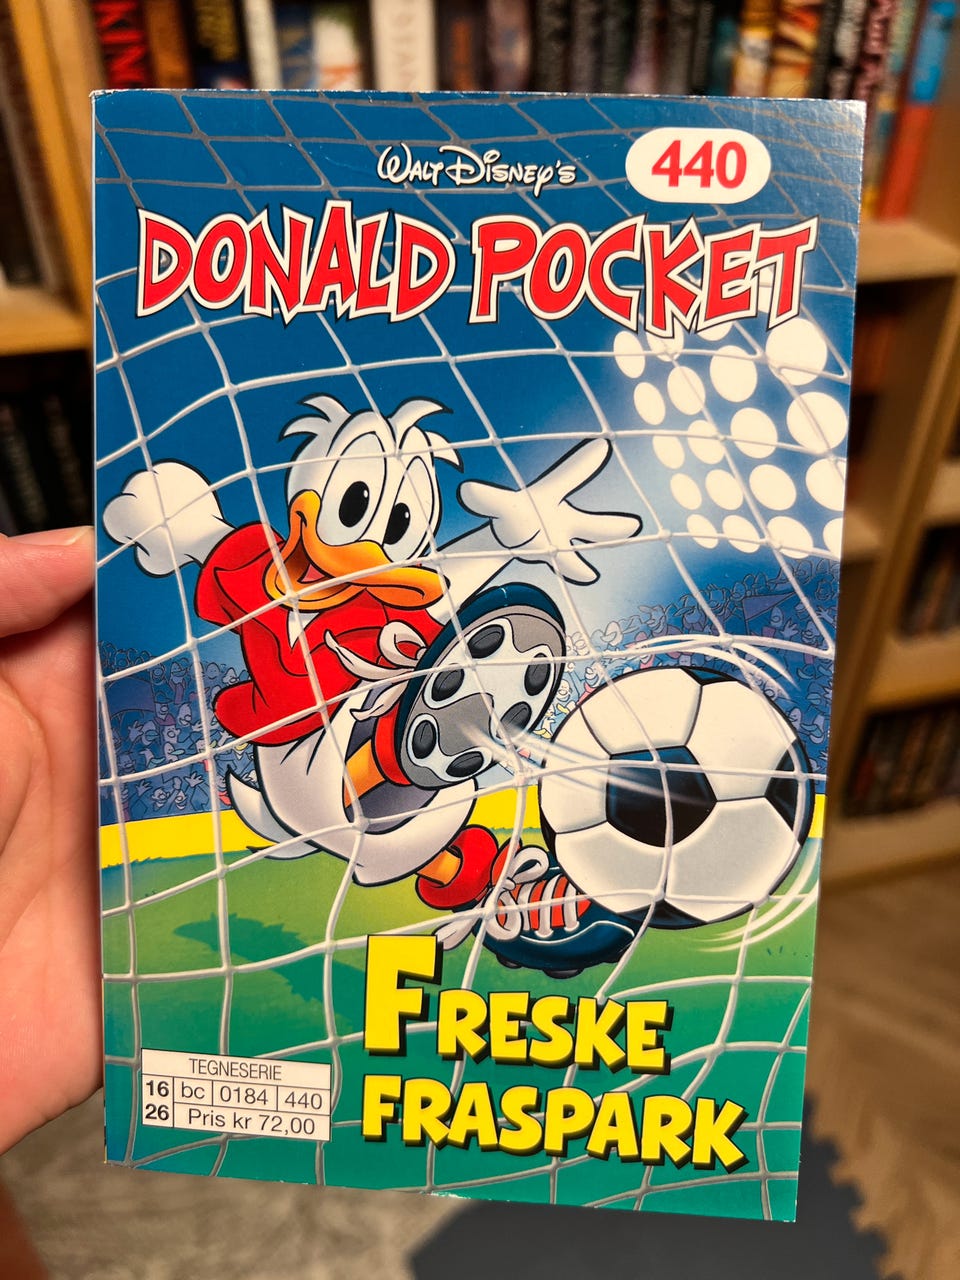 WALT DISNEY'S
440
DONALD POCKET
FRESKE
FRASPARK
TEGNESERIE
16 bc 0184 440
26 Pris kr 72,00